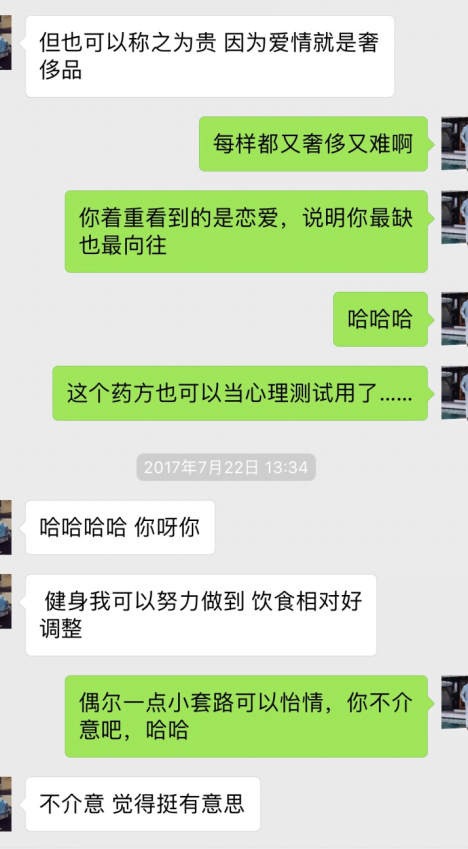 但也可以称之为贵 因为爱情就是奢
侈品
每样都又奢侈又难啊
你着重看到的是恋爱，说明你最缺
也最向往
哈哈哈
这个药方也可以当心理测试用了……
2017年7月22日 13:34
哈哈哈哈 你呀你
健身我可以努力做到 饮食相对好
调整
偶尔一点小套路可以怡情，你不介
意吧，哈哈
不介意 觉得挺有意思